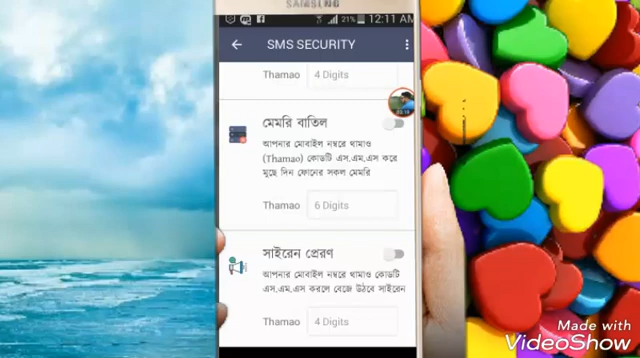 SAMSUNG
21% 12:11 AM
SMS SECURITY
Thamao 4 Digits
মেমরি বাতিল
আপনার মোবাইল নম্বরে থামাও
(Thamao) কোডটি এস.এম.এস করে
মুছে দিন ফোনের সকল মেমরি
Thamao 6 Digits
সাইরেন প্রেরণ
আপনার মোবাইল নম্বরে থামাও কোডটি
এস.এম.এস করলে বেজে উঠবে সাইরেন
Thamao 4 Digits
Made with
VideoShow